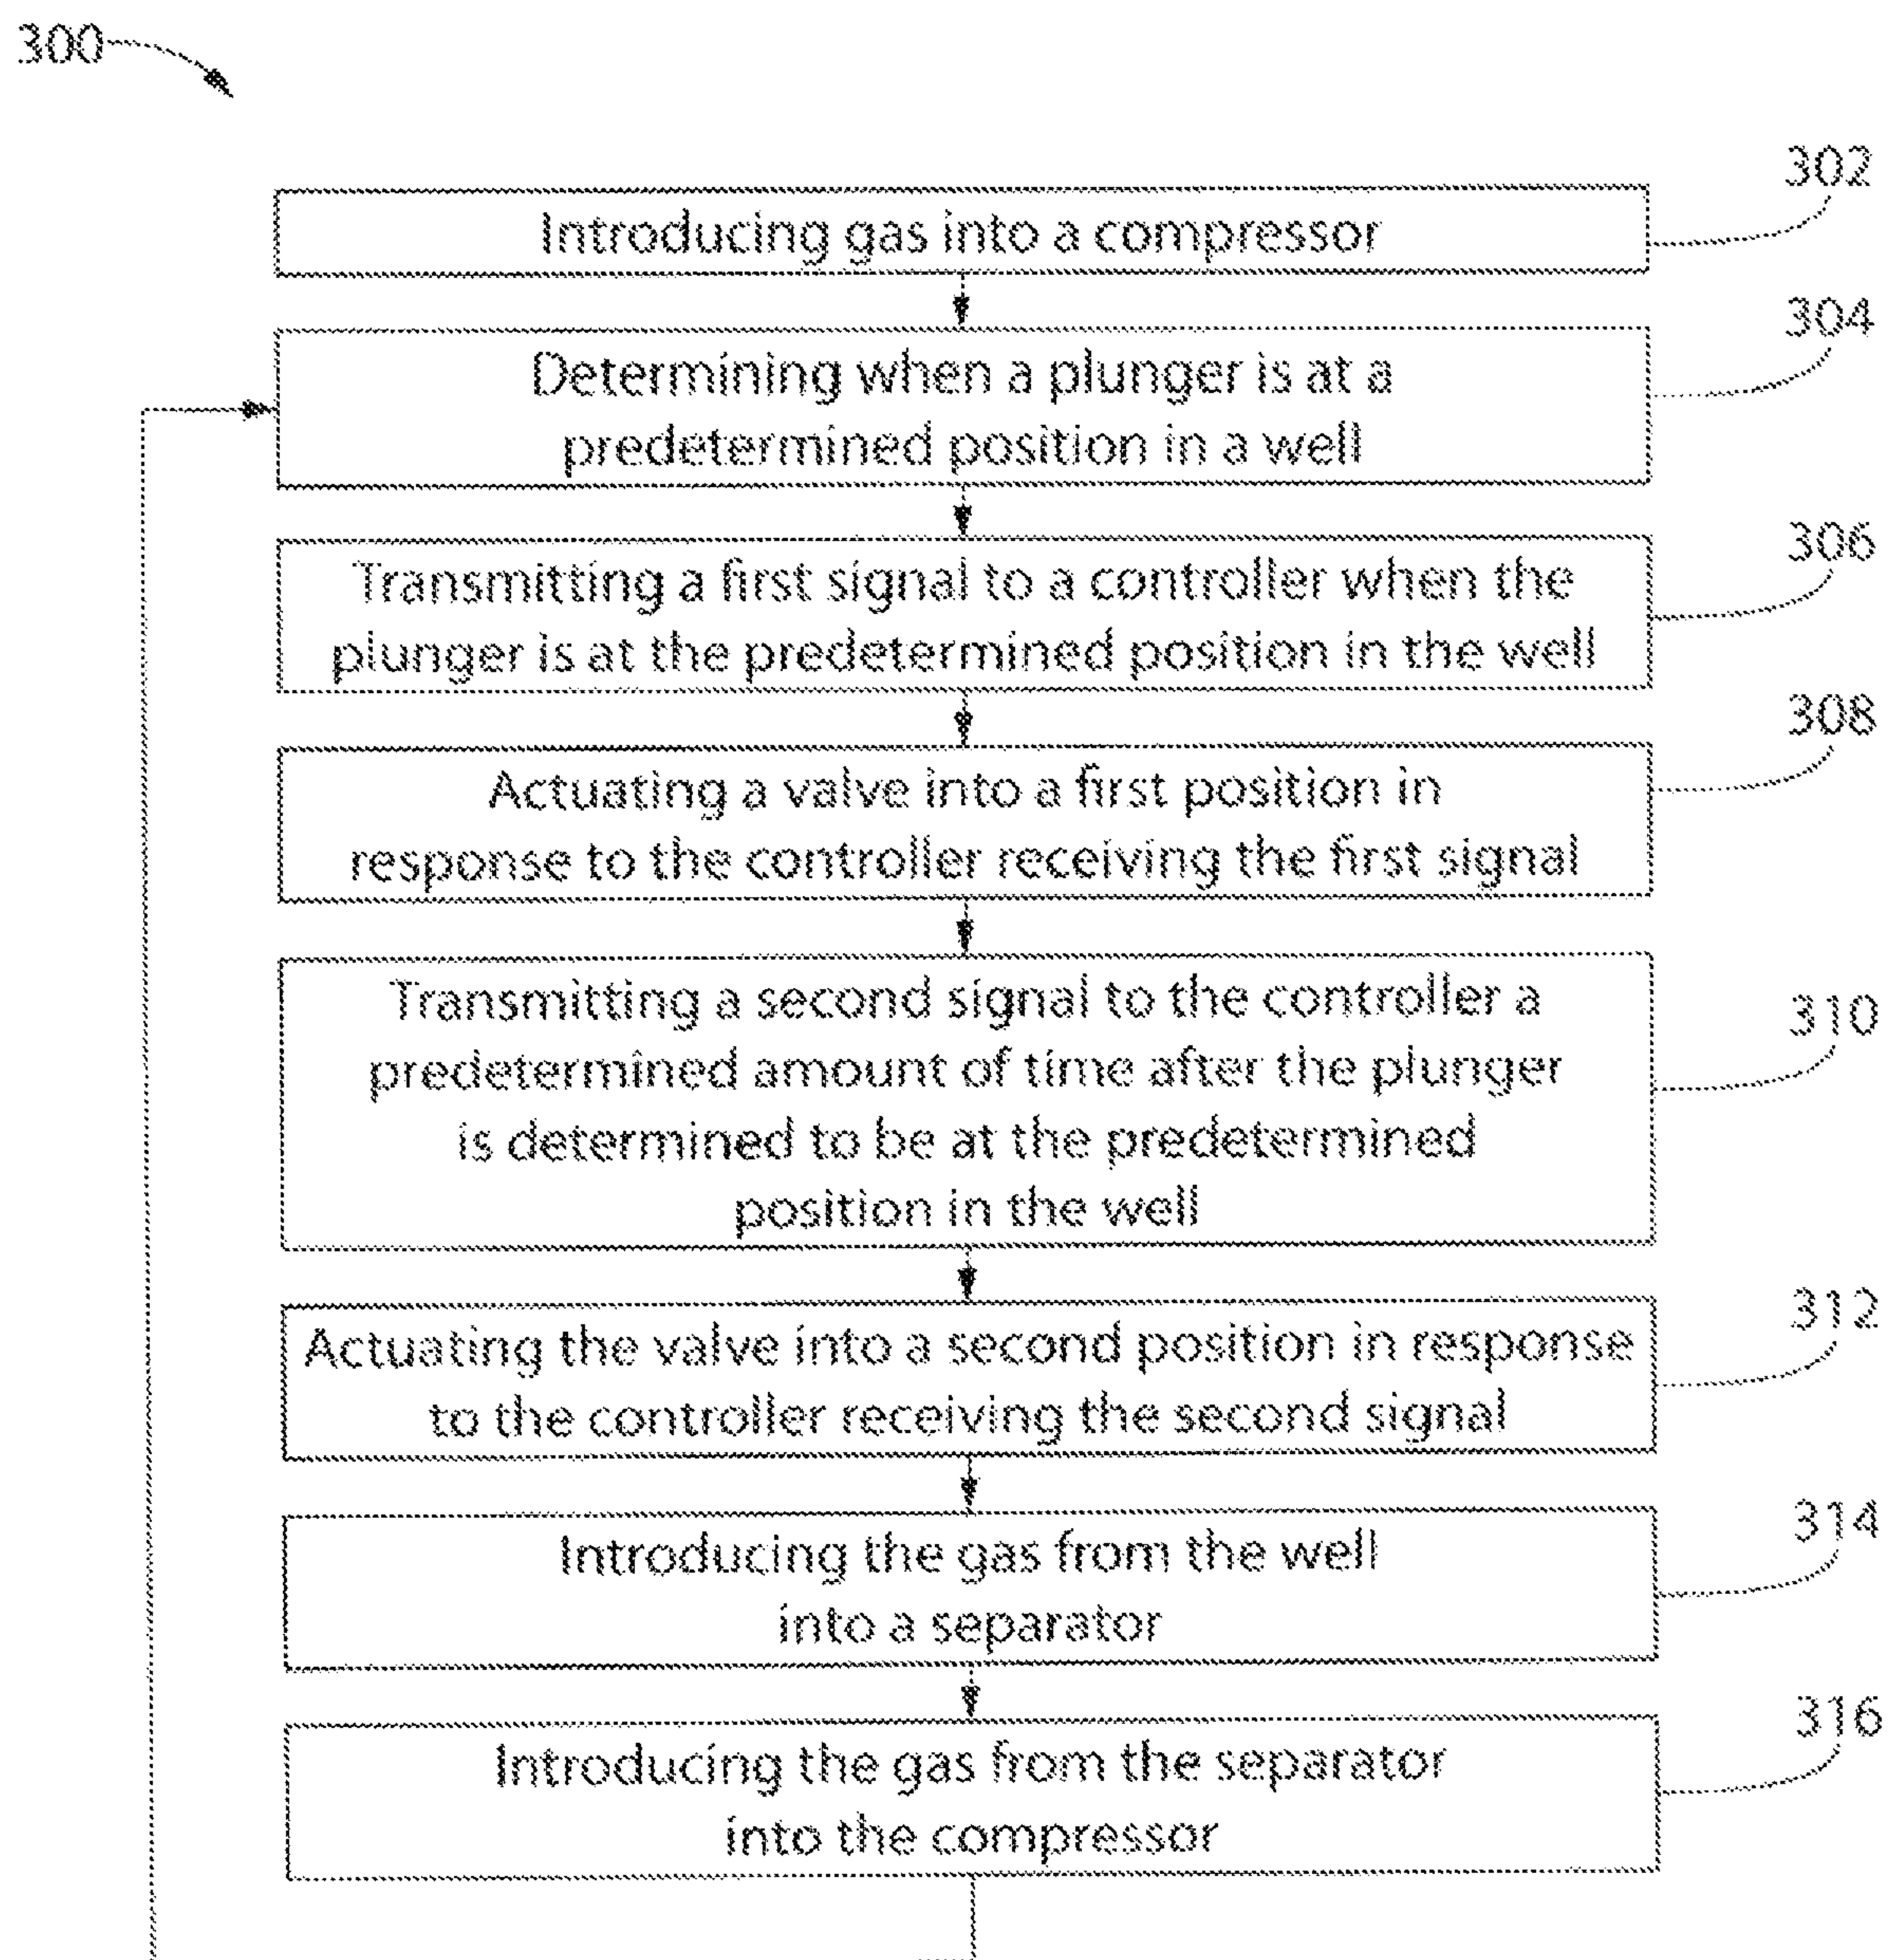 300
302
Introducing gas into a compressor
304
Determining when a plunger is at a
predetermined position in a well
306
Transmitting a first signal to a controller when the
plunger is at the predetermined position in the well
308
Actuating a valve into a first position in
response to the controller receiving the first signal
310
Transmitting a second signal to the controller a
predetermined amount of time after the plunger
is determined to be at the predetermined
position in the well
312
Actuating the valve into a second position in response
to the controller receiving the second signal
314
Introducing the gas from the well
into a separator
316
Introducing the gas from the separator
into the compressor